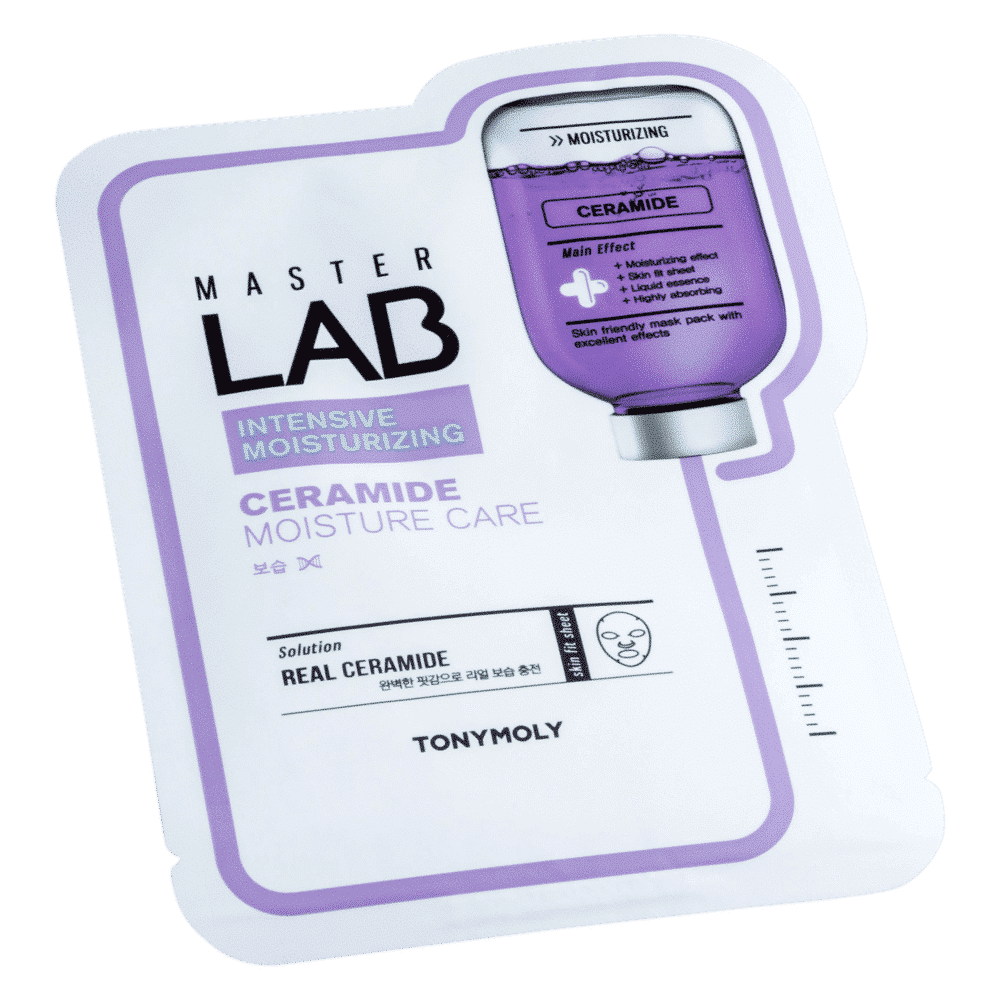 MASTER
LAB
INTENSIVE
MOISTURIZING
CERAMIDE
MOISTURE CARE
보습
>> MOISTURIZING
CERAMIDE
Main Effect
+ Moisturizing effect
+ Skin fit sheet
+ Liquid essence
+ Highly absorbing
Skin friendly mask pack with
excellent effects
Solution
REAL CERAMIDE
완벽한 핏감으로 리얼 보습 충전
skin fit sheet
TONYMOLY